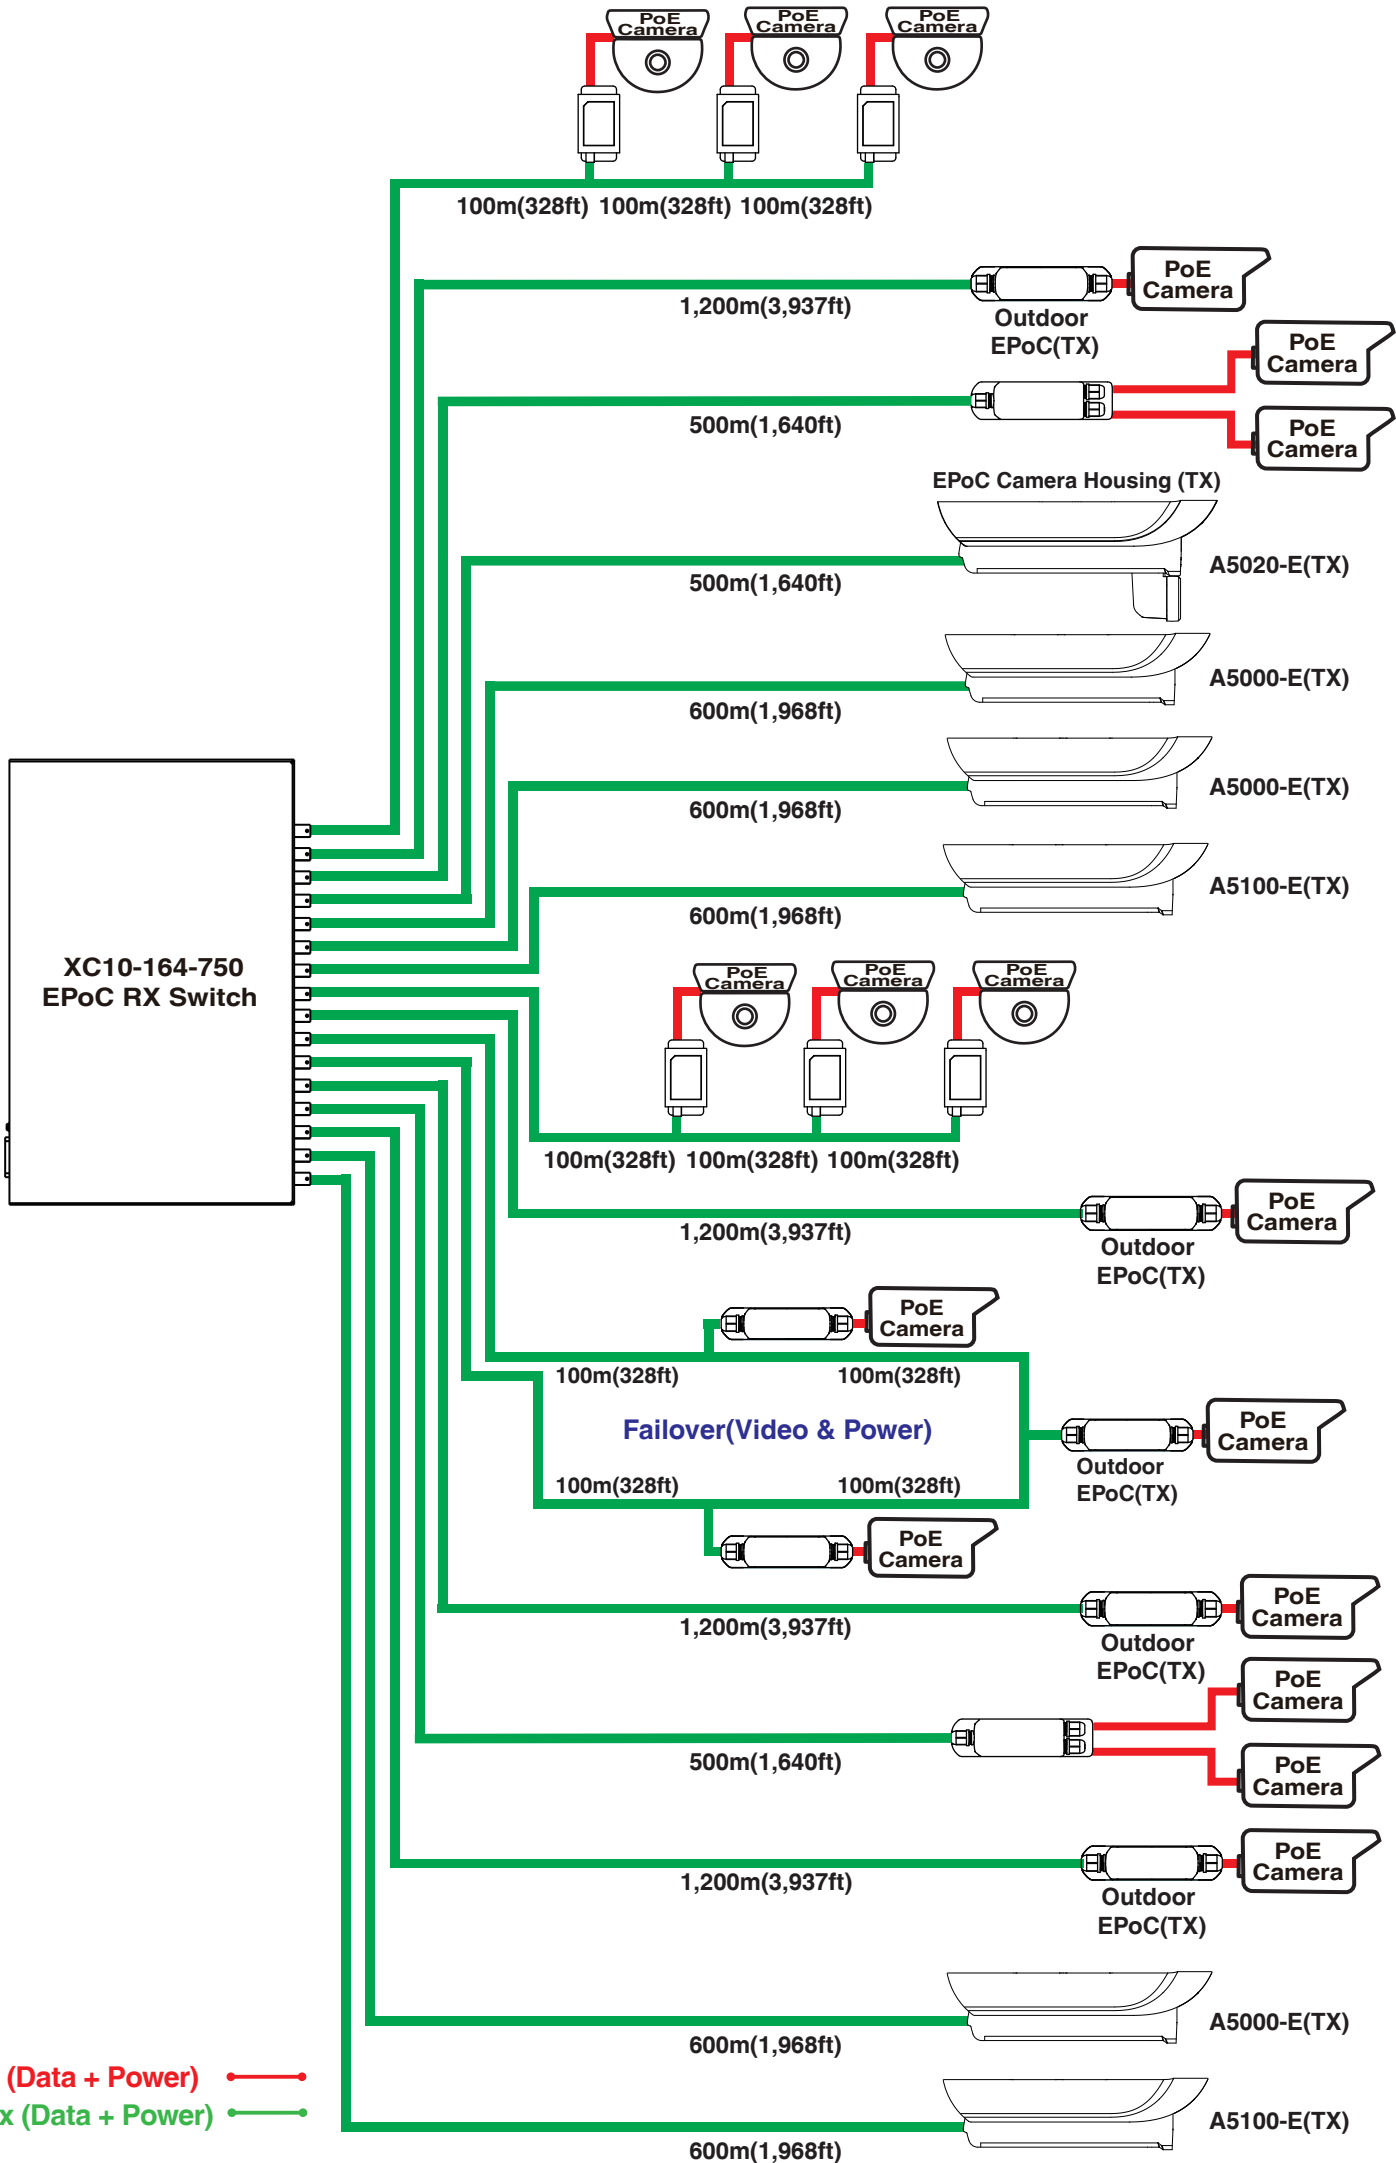 PoE
Camera
PoE
Camera
PoE
Camera
100m(328ft) 100m(328ft) 100m(328ft)
PoE
Camera
1,200m(3,937ft)
Outdoor
EPoC(TX)
PoE
Camera
500m(1,640ft)
PoE
Camera
EPoC Camera Housing (TX)
A5020-E(TX)
500m(1,640ft)
A5000-E(TX)
600m(1,968ft)
A5000-E(TX)
600m(1,968ft)
A5100-E(TX)
600m(1,968ft)
XC10-164-750
EPoC RX Switch
PoE
Camera
PoE
Camera
PoE
Camera
100m(328ft) 100m(328ft) 100m(328ft)
PoE
Camera
1,200m(3,937ft)
Outdoor
EPoC(TX)
PoE
Camera
100m(328ft)
100m(328ft)
Failover(Video & Power)
PoE
Camera
Outdoor
EPoC(TX)
100m(328ft)
100m(328ft)
PoE
Camera
PoE
Camera
1,200m(3,937ft)
Outdoor
EPoC(TX)
PoE
Camera
500m(1,640ft)
PoE
Camera
PoE
Camera
1,200m(3,937ft)
Outdoor
EPoC(TX)
A5000-E(TX)
600m(1,968ft)
(Data + Power)
x (Data + Power)
A5100-E(TX)
600m(1,968ft)